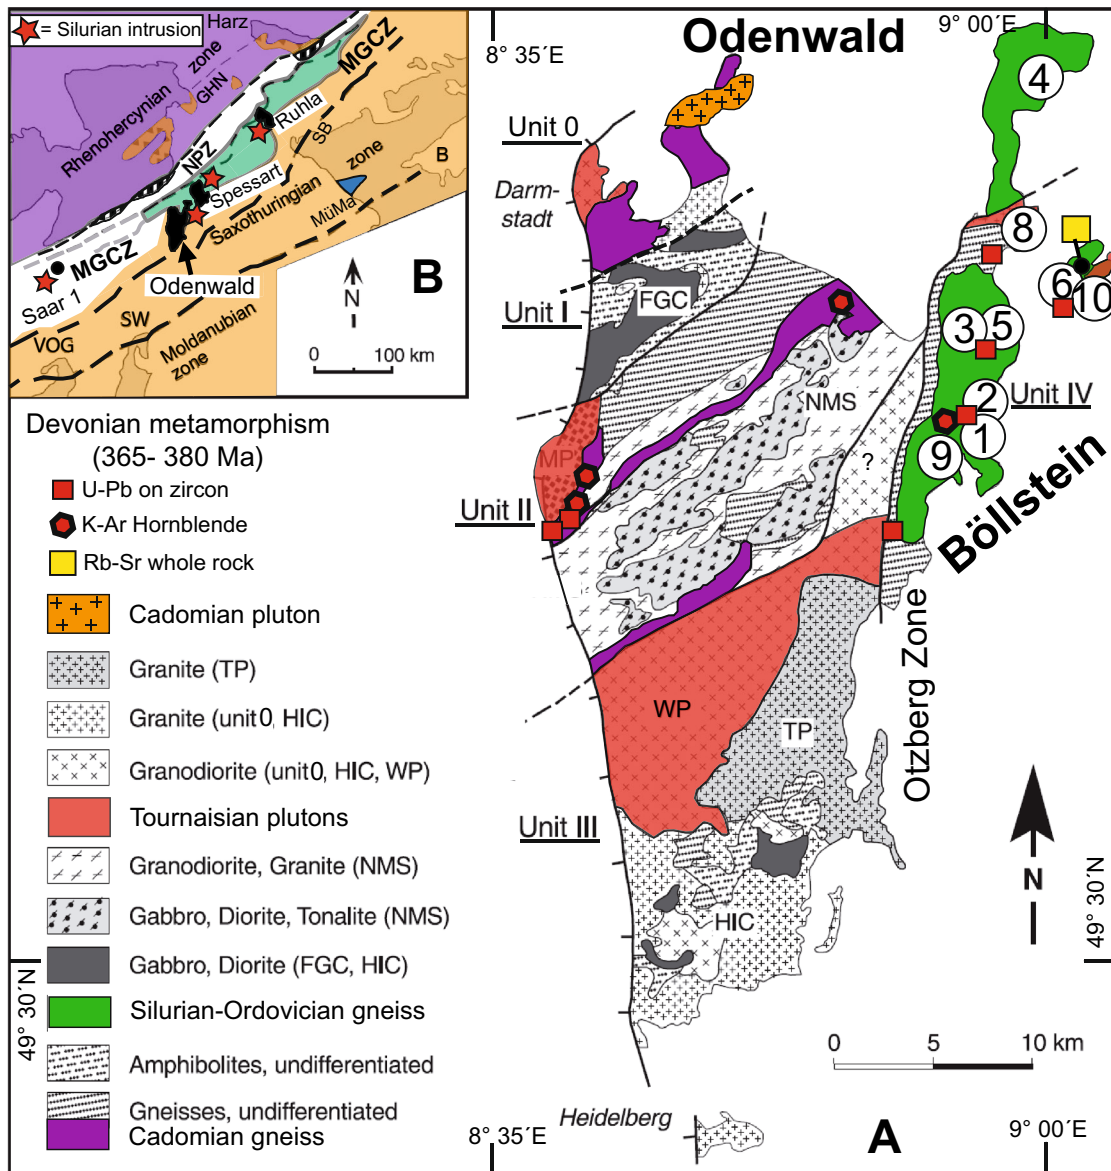 = Silurian intrusion
Harz
MGCZ
zone
GHN
Rhenohercynian
Ruhla
SB
NPZ
zone
B
Spessart
Saxothuringian
MüMa
MGCZ
Saar 1
Odenwald
B
N
SW
VOG
Moldanubian
zone
0 100 km
8° 35´E
Odenwald
9° 00´E
4
Unit 0
Darm-
stadt
8
6
10
FGC
Unit I
3
5
NMS
2
Unit IV
1
9
MP
?
Unit II
Böllstein
Otzberg Zone
WP
TP
Unit III
N
49° 30´N
HIC
0 5 10 km
Heidelberg
A
8° 35´E
9° 00´E
Devonian metamorphism
(365- 380 Ma)
U-Pb on zircon
K-Ar Hornblende
Rb-Sr whole rock
Cadomian pluton
Granite (TP)
Granite (unit0, HIC)
Granodiorite (unit0, HIC, WP)
Tournaisian plutons
Granodiorite, Granite (NMS)
Gabbro, Diorite, Tonalite (NMS)
Gabbro, Diorite (FGC, HIC)
Silurian-Ordovician gneiss
Amphibolites, undifferentiated
Gneisses, undifferentiated
Cadomian gneiss
49° 30´N